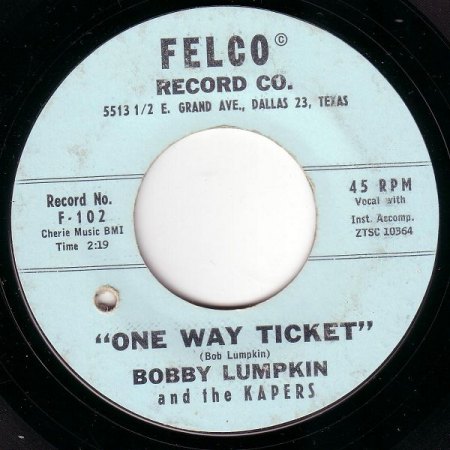 FELCO ©
RECORD CO.
5513 1/2 E. GRAND AVE., DALLAS 23, TEXAS
Record No.
F-102
Cherie Music BMI
Time 2:19
45 RPM
Vocal with
Inst. Accomp.
ZTSC 10364
"ONE WAY TICKET"
(Bob Lumpkin)
BOBBY LUMPKIN
and the KAPERS